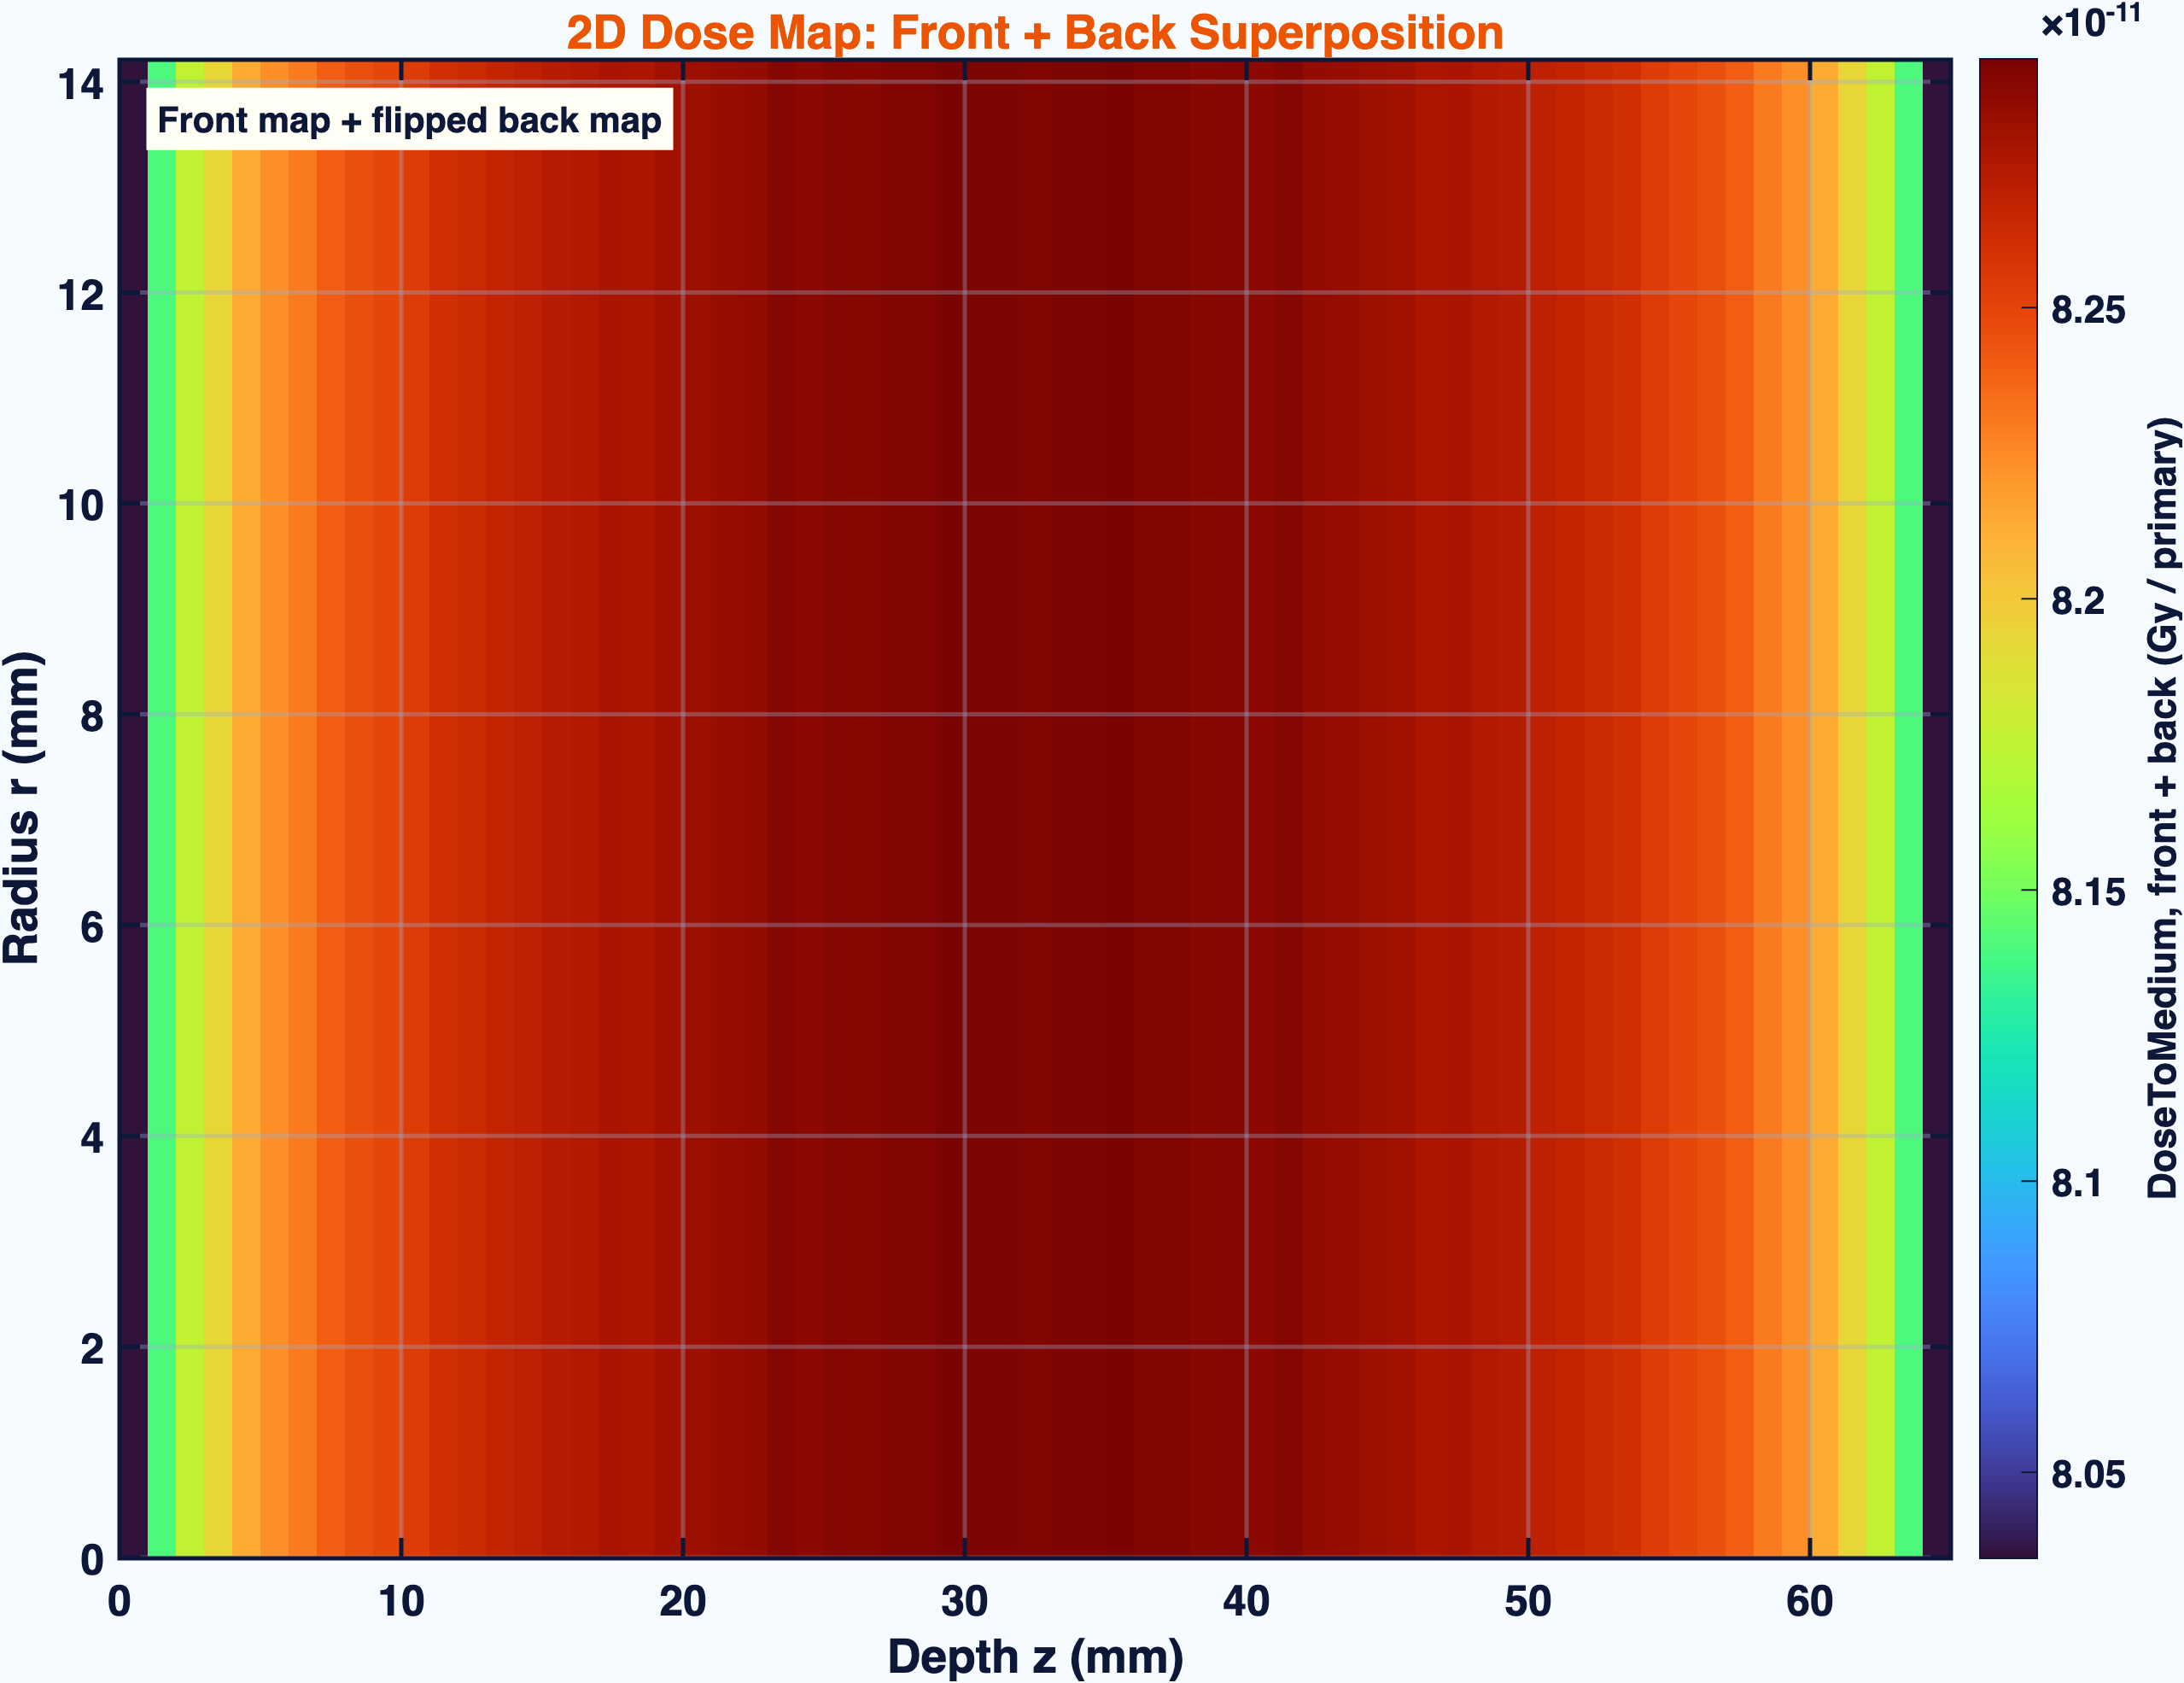 2D Dose Map: Front + Back Superposition
×10-11
Front map + flipped back map
14
12
10
8
6
4
2
0
Radius r (mm)
0 10 20 30 40 50 60
Depth z (mm)
8.25
8.2
8.15
8.1
8.05
DoseToMedium, front + back (Gy / primary)